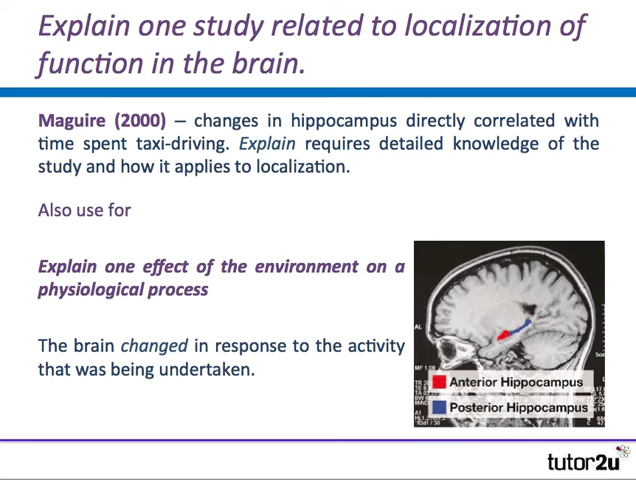 Explain one study related to localization of
function in the brain.
Maguire (2000) – changes in hippocampus directly correlated with
time spent taxi-driving. Explain requires detailed knowledge of the
study and how it applies to localization.
Also use for
Explain one effect of the environment on a
physiological process
The brain changed in response to the activity
that was being undertaken.
AL
Anterior Hippocampus
Posterior Hippocampus
tutor2u